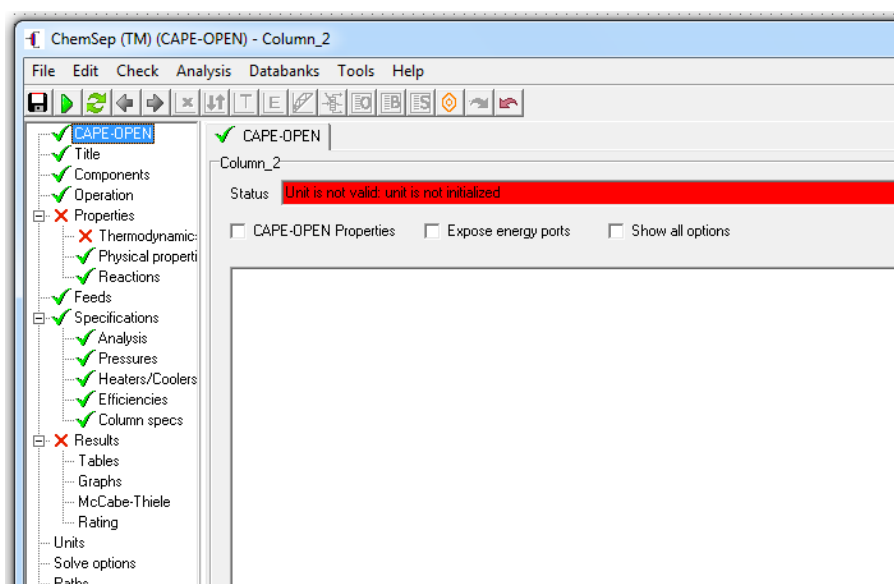 ChemSep (TM) (CAPE-OPEN) - Column_2
File Edit Check Analysis Databanks Tools Help
CAPE-OPEN
Title
Components
Operation
Properties
Thermodynamic:
Physical properti
Reactions
Feeds
Specifications
Analysis
Pressures
Heaters/Coolers
Efficiencies
Column specs
Results
Tables
Graphs
McCabe-Thiele
Rating
Units
Solve options
Paths
CAPE-OPEN
Column_2
Status Unit is not valid: unit is not initialized
CAPE-OPEN Properties Expose energy ports Show all options